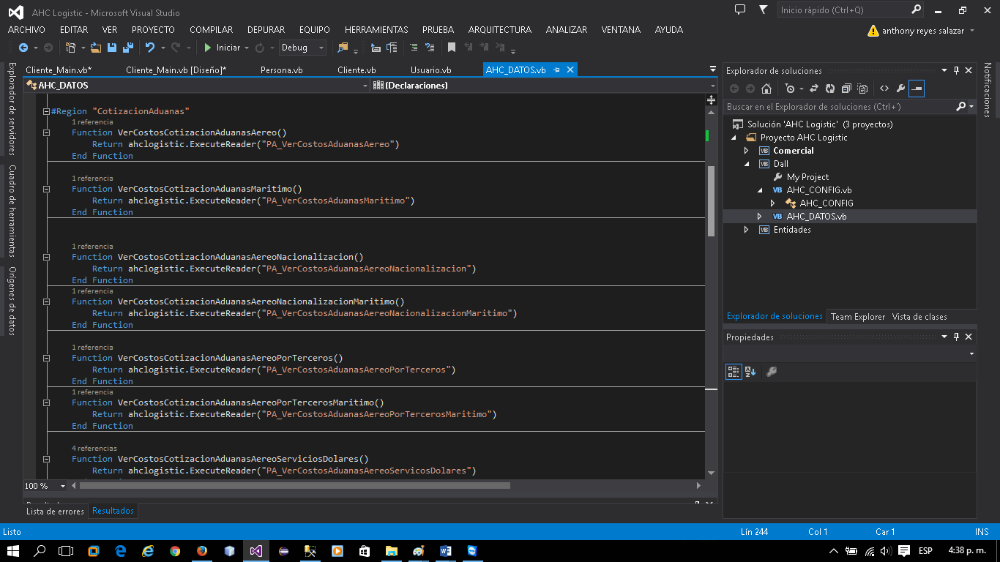 AHC Logistic - Microsoft Visual Studio
Inicio rápido (Ctrl+Q)
ARCHIVO EDITAR VER PROYECTO COMPILAR DEPURAR EQUIPO HERRAMIENTAS PRUEBA ARQUITECTURA ANALIZAR VENTANA AYUDA
anthony reyes salazar
Iniciar Debug
Explorador de servidores
Cuadro de herramientas
Orígenes de datos
Cliente_Main.vb* Cliente_Main.vb [Diseño]* Persona.vb Cliente.vb Usuario.vb AHC_DATOS.vb
AHC_DATOS (Declaraciones)
#Region "CotizacionAduanas"
1 referencia
Function VerCostosCotizacionAduanasAereo()
Return ahclogistic.ExecuteReader("PA_VerCostosAduanasAereo")
End Function
1 referencia
Function VerCostosCotizacionAduanasMaritimo()
Return ahclogistic.ExecuteReader("PA_VerCostosAduanasMaritimo")
End Function
1 referencia
Function VerCostosCotizacionAduanasAereoNacionalizacion()
Return ahclogistic.ExecuteReader("PA_VerCostosAduanasAereoNacionalizacion")
End Function
1 referencia
Function VerCostosCotizacionAduanasAereoNacionalizacionMaritimo()
Return ahclogistic.ExecuteReader("PA_VerCostosAduanasAereoNacionalizacionMaritimo")
End Function
1 referencia
Function VerCostosCotizacionAduanasAereoPorTerceros()
Return ahclogistic.ExecuteReader("PA_VerCostosAduanasAereoPorTerceros")
End Function
1 referencia
Function VerCostosCotizacionAduanasAereoPorTercerosMaritimo()
Return ahclogistic.ExecuteReader("PA_VerCostosAduanasAereoPorTercerosMaritimo")
End Function
4 referencias
Function VerCostosCotizacionAduanasAereoServiciosDolares()
Return ahclogistic.ExecuteReader("PA_VerCostosAduanasAereoServicosDolares")
100 %
Lista de errores Resultados
Explorador de soluciones
Buscar en el Explorador de soluciones (Ctrl+´)
Solución 'AHC Logistic' (3 proyectos)
Proyecto AHC Logistic
Comercial
Dall
My Project
AHC_CONFIG.vb
AHC_CONFIG
AHC_DATOS.vb
Entidades
Explorador de soluciones Team Explorer Vista de clases
Propiedades
Notificaciones
Listo Lín 244 Col 1 Car 1 INS
ESP 4:38 p. m.